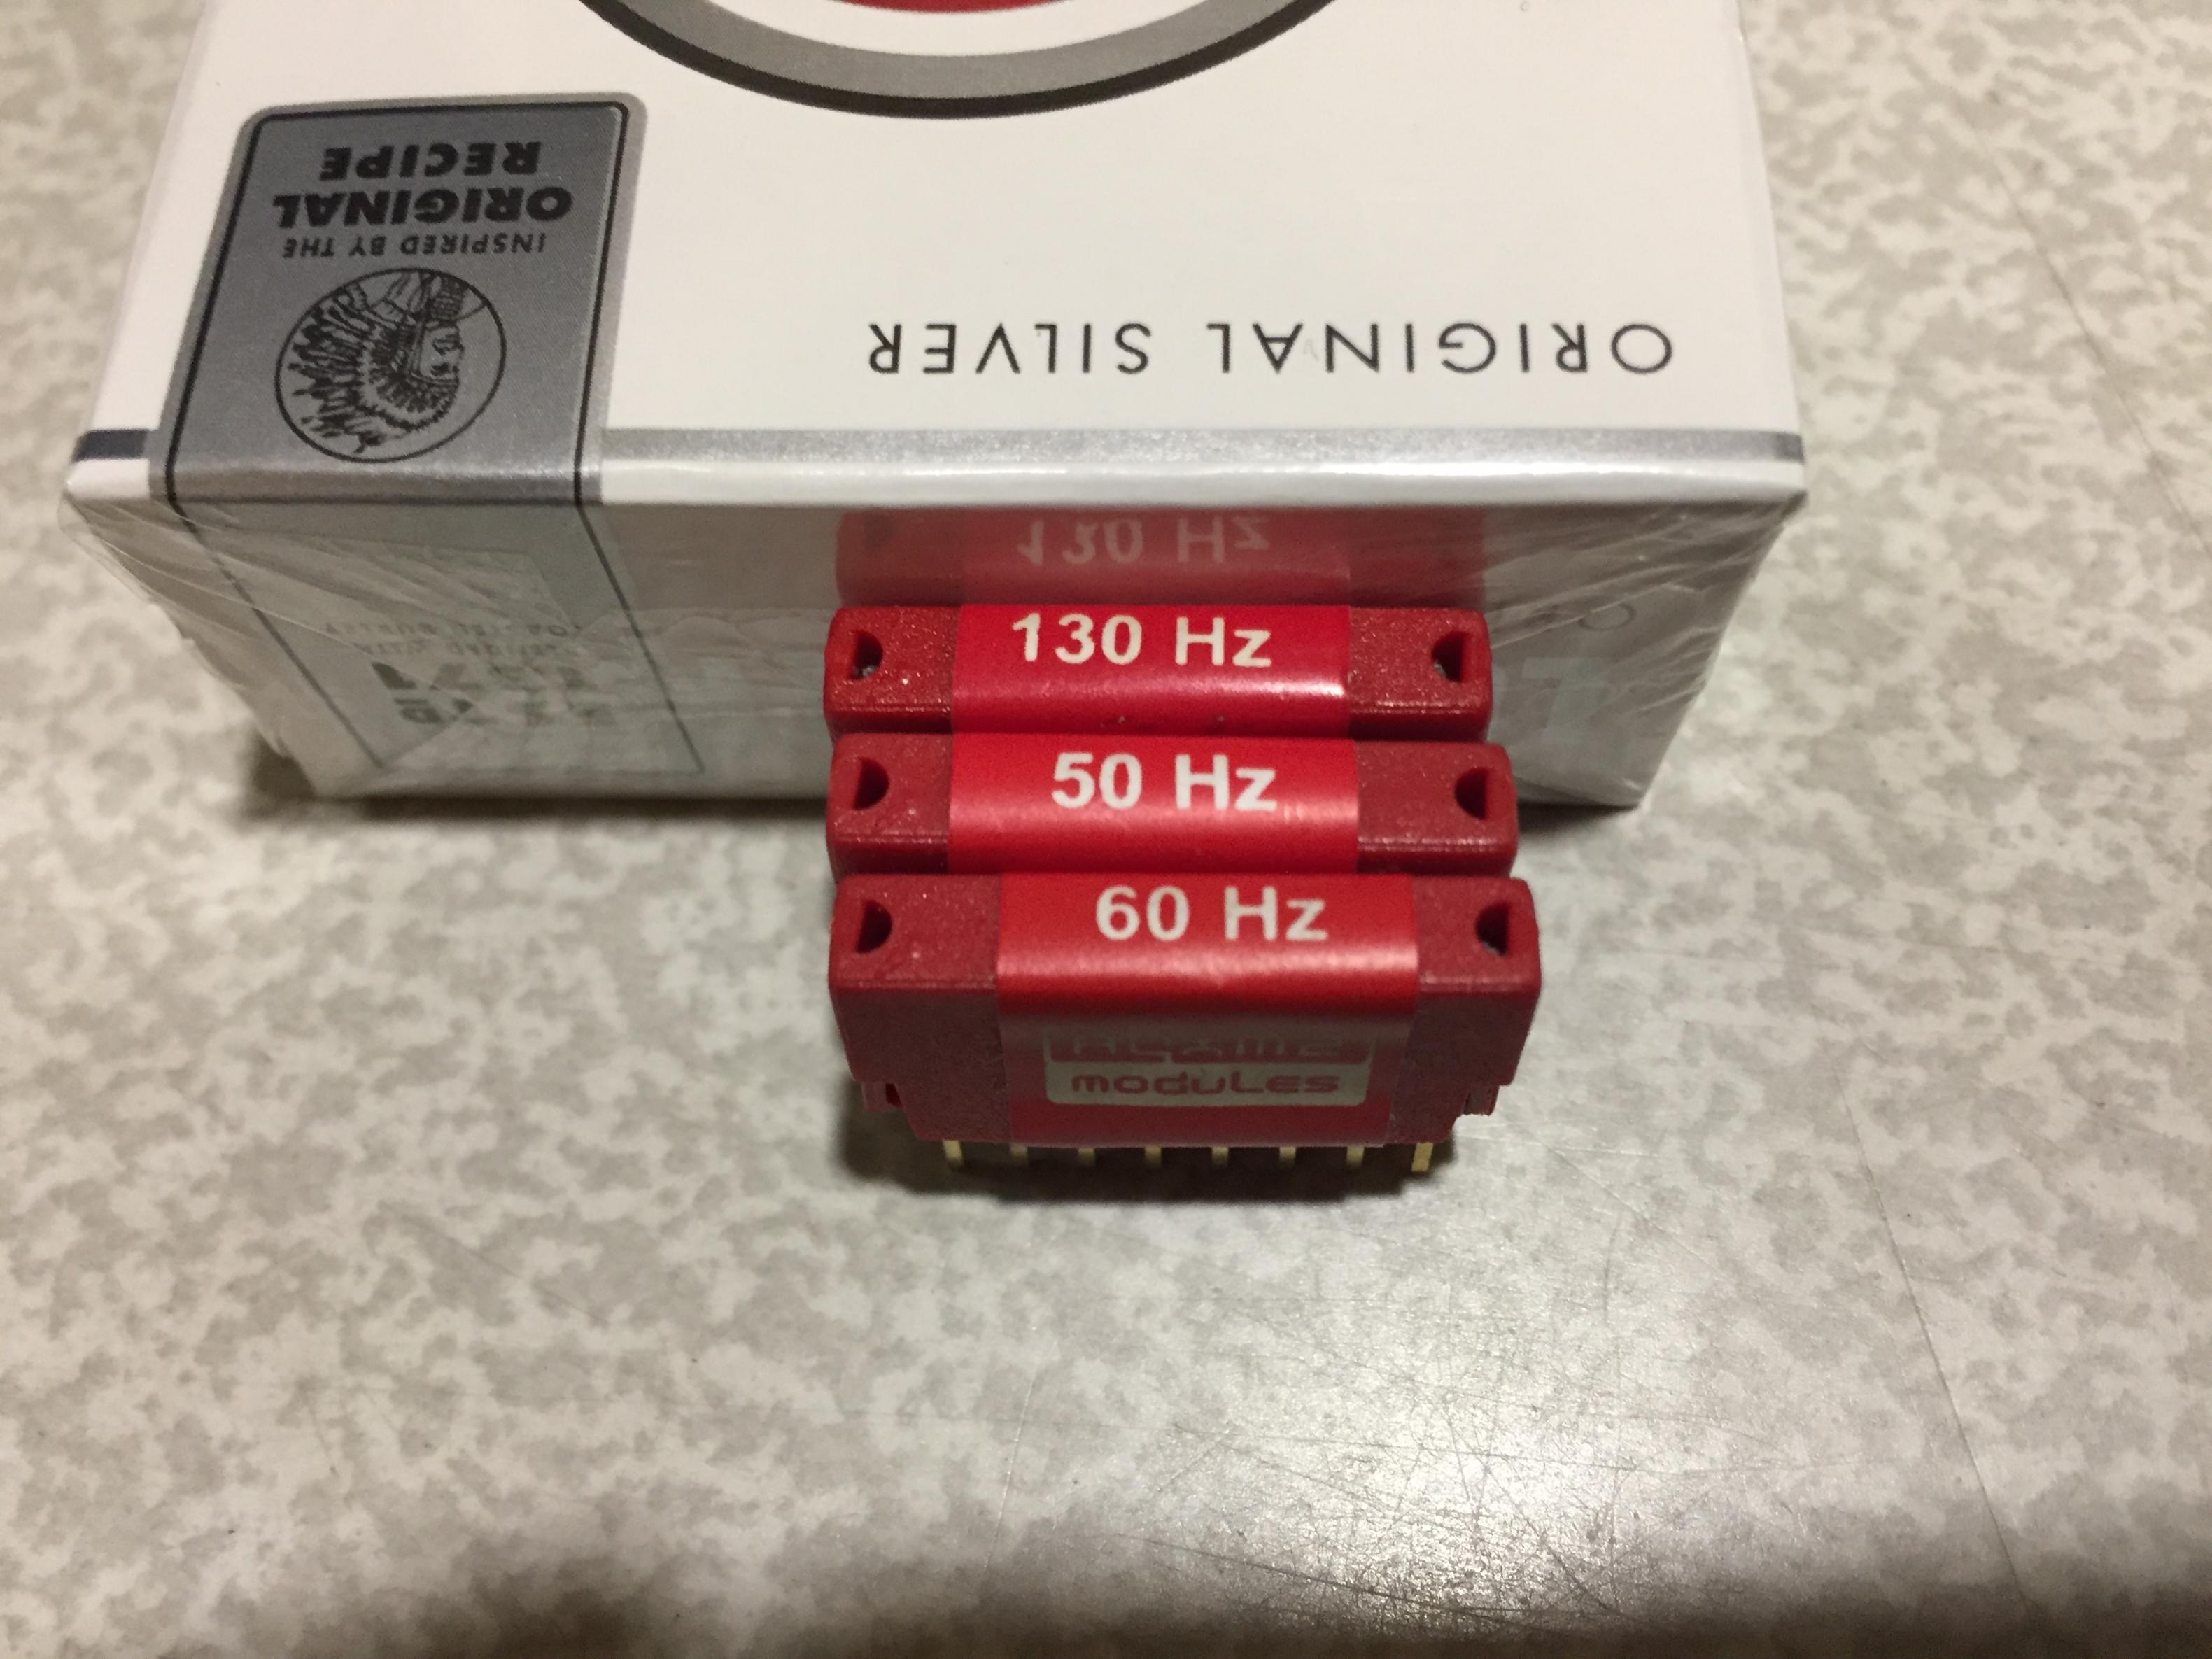 INSPIRED BY THE
ORIGINAL
RECIPE
ORIGINAL SILVER
130 Hz
130 Hz
50 Hz
60 Hz
modules